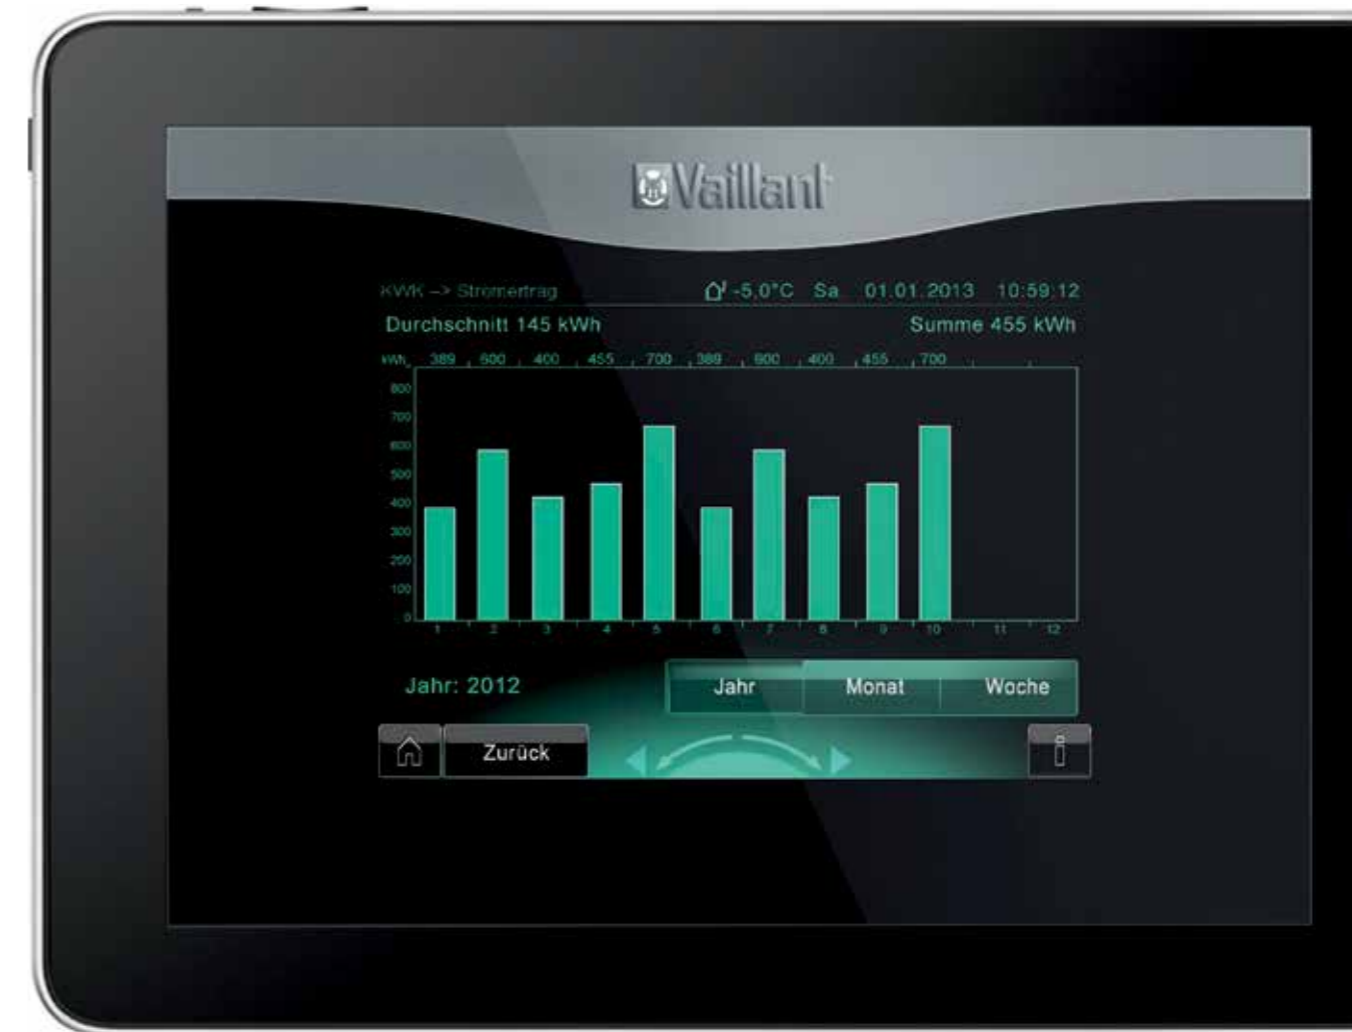 Vaillant
KWK –> Stromertrag -5,0°C Sa 01.01.2013 10:59:12
Durchschnitt 145 kWh Summe 455 kWh
kWh 389 600 400 455 700 389 600 400 455 700
800
700
600
500
400
300
200
100
0
1 2 3 4 5 6 7 8 9 10 11 12
Jahr: 2012 Jahr Monat Woche
Zurück i